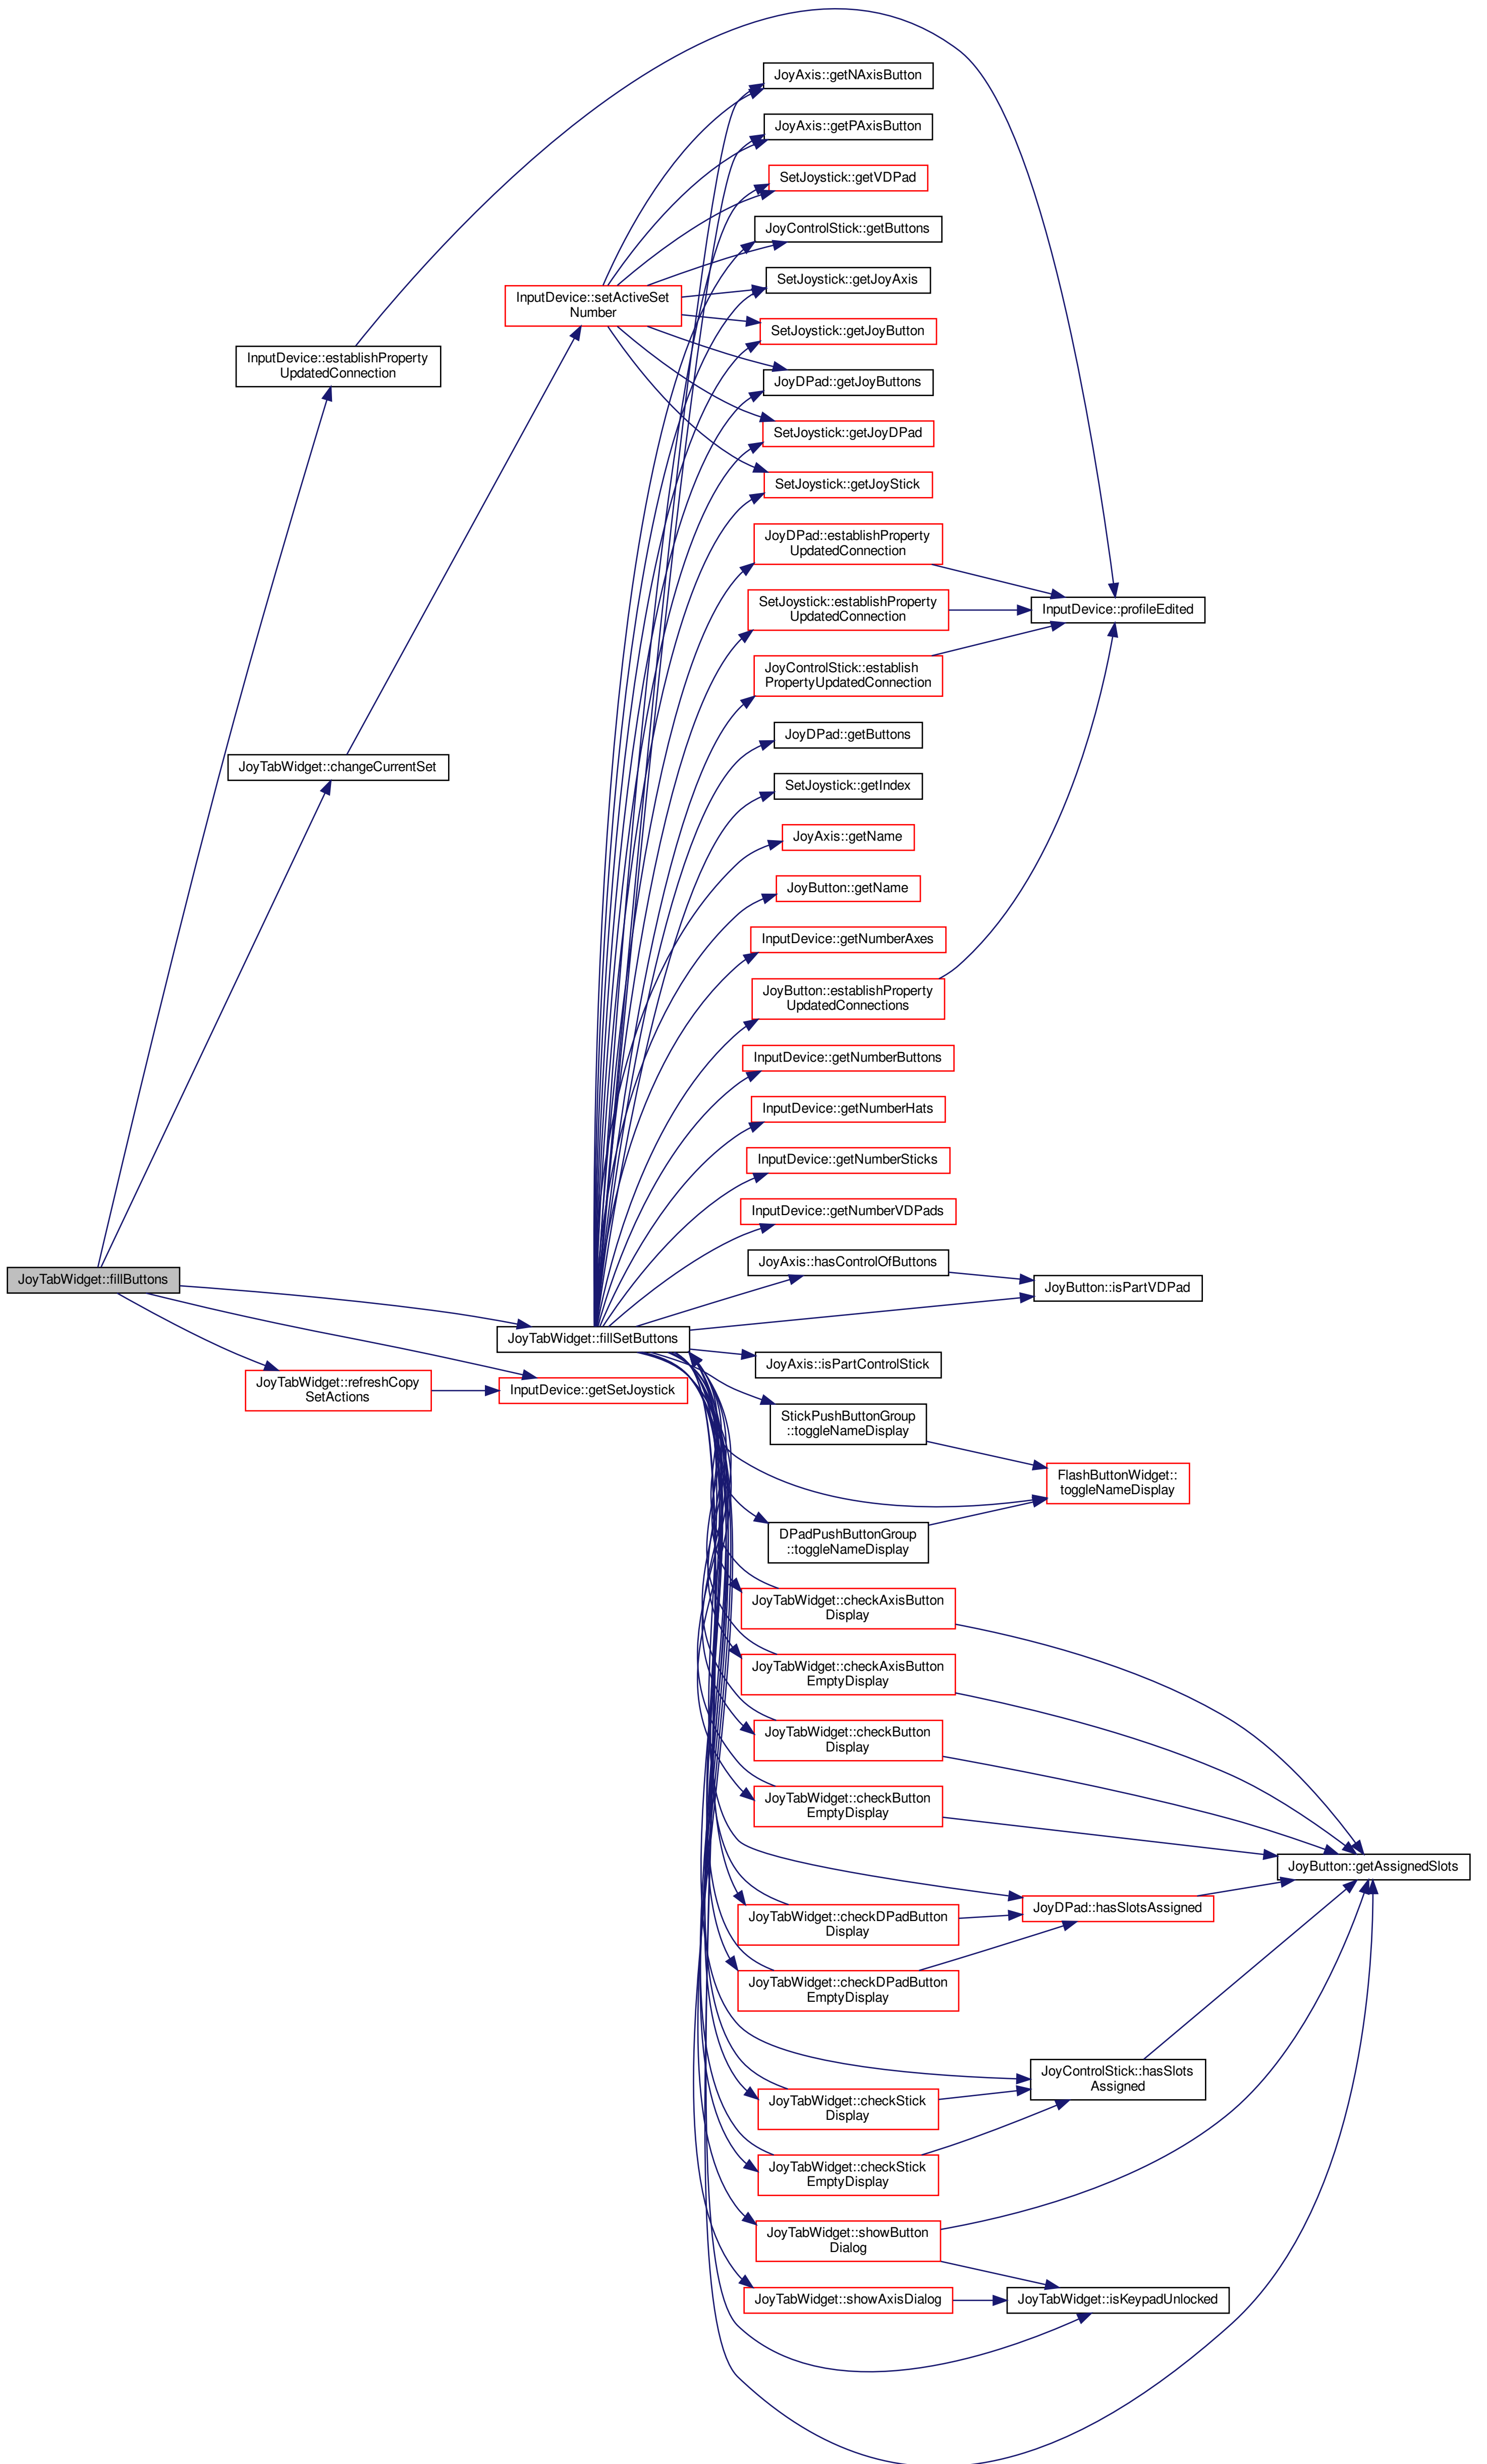 JoyAxis::getNAxisButton
JoyAxis::getPAxisButton
SetJoystick::getVDPad
JoyControlStick::getButtons
SetJoystick::getJoyAxis
InputDevice::setActiveSet
Number
SetJoystick::getJoyButton
InputDevice::establishProperty
UpdatedConnection
JoyDPad::getJoyButtons
SetJoystick::getJoyDPad
SetJoystick::getJoyStick
JoyDPad::establishProperty
UpdatedConnection
SetJoystick::establishProperty
UpdatedConnection
InputDevice::profileEdited
JoyControlStick::establish
PropertyUpdatedConnection
JoyDPad::getButtons
JoyTabWidget::changeCurrentSet
SetJoystick::getIndex
JoyAxis::getName
JoyButton::getName
InputDevice::getNumberAxes
JoyButton::establishProperty
UpdatedConnections
InputDevice::getNumberButtons
InputDevice::getNumberHats
InputDevice::getNumberSticks
InputDevice::getNumberVDPads
JoyAxis::hasControlOfButtons
JoyTabWidget::fillButtons
JoyButton::isPartVDPad
JoyTabWidget::fillSetButtons
JoyAxis::isPartControlStick
JoyTabWidget::refreshCopy
SetActions
InputDevice::getSetJoystick
StickPushButtonGroup
::toggleNameDisplay
FlashButtonWidget::
toggleNameDisplay
DPadPushButtonGroup
::toggleNameDisplay
JoyTabWidget::checkAxisButton
Display
JoyTabWidget::checkAxisButton
EmptyDisplay
JoyTabWidget::checkButton
Display
JoyTabWidget::checkButton
EmptyDisplay
JoyButton::getAssignedSlots
JoyDPad::hasSlotsAssigned
JoyTabWidget::checkDPadButton
Display
JoyTabWidget::checkDPadButton
EmptyDisplay
JoyControlStick::hasSlots
Assigned
JoyTabWidget::checkStick
Display
JoyTabWidget::checkStick
EmptyDisplay
JoyTabWidget::showButton
Dialog
JoyTabWidget::showAxisDialog
JoyTabWidget::isKeypadUnlocked